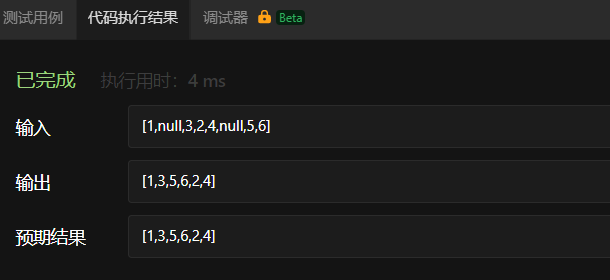 测试用例 代码执行结果 调试器 Beta
已完成 执行用时：4 ms
输入 [1,null,3,2,4,null,5,6]
输出 [1,3,5,6,2,4]
预期结果 [1,3,5,6,2,4]